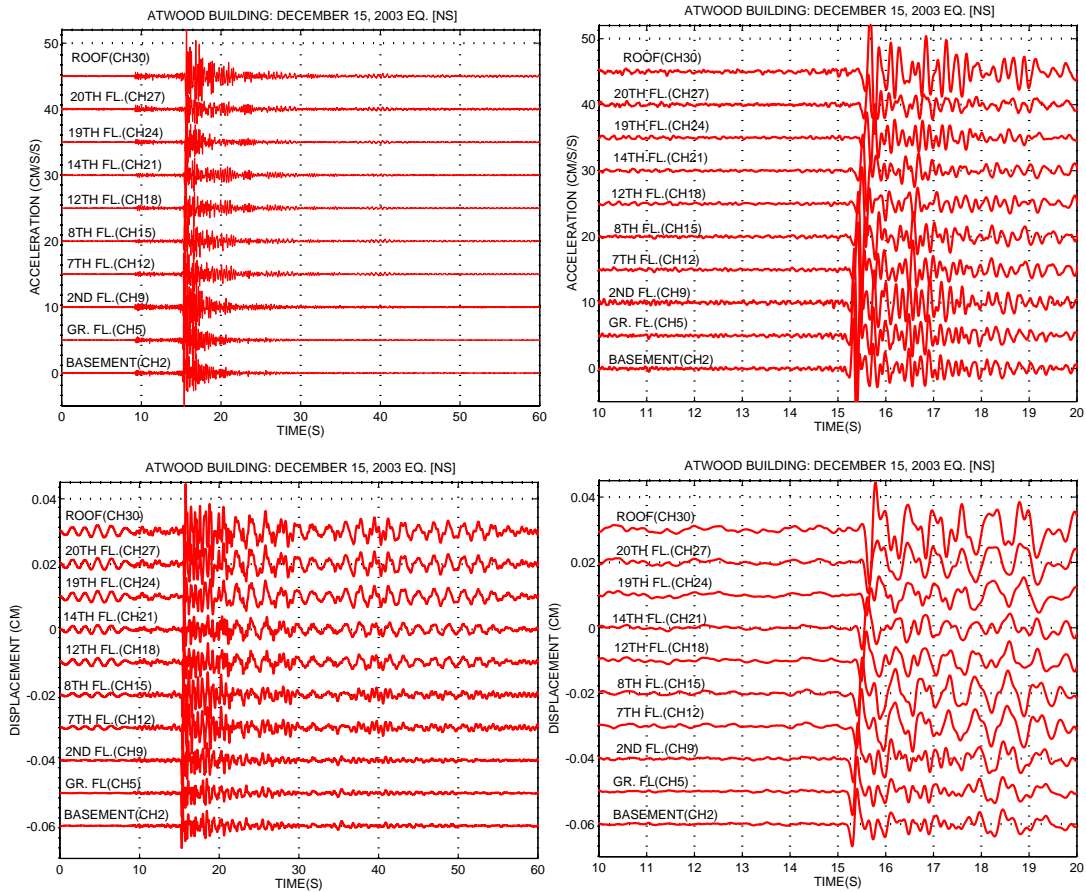 ATWOOD BUILDING: DECEMBER 15, 2003 EQ. [NS]
50
ROOF(CH30)
20TH FL.(CH27)
40
19TH FL.(CH24)
14TH FL.(CH21)
30
12TH FL.(CH18)
8TH FL.(CH15)
20
7TH FL.(CH12)
2ND FL.(CH9)
10
GR. FL.(CH5)
BASEMENT(CH2)
0
ACCELERATION (CM/S/S)
0 10 20 30 40 50 60
TIME(S)
ATWOOD BUILDING: DECEMBER 15, 2003 EQ. [NS]
50
ROOF(CH30)
20TH FL.(CH27)
40
19TH FL.(CH24)
14TH FL.(CH21)
30
12TH FL.(CH18)
8TH FL.(CH15)
20
7TH FL.(CH12)
2ND FL.(CH9)
10
GR. FL.(CH5)
BASEMENT(CH2)
0
ACCELERATION (CM/S/S)
10 11 12 13 14 15 16 17 18 19 20
TIME(S)
ATWOOD BUILDING: DECEMBER 15, 2003 EQ. [NS]
0.04
ROOF(CH30)
20TH FL.(CH27)
0.02
19TH FL.(CH24)
14TH FL.(CH21)
0
12TH FL.(CH18)
8TH FL.(CH15)
-0.02
7TH FL.(CH12)
2ND FL.(CH9)
-0.04
GR. FL(CH5)
BASEMENT(CH2)
-0.06
DISPLACEMENT (CM)
0 10 20 30 40 50 60
TIME(S)
ATWOOD BUILDING: DECEMBER 15, 2003 EQ. [NS]
0.04
ROOF(CH30)
20TH FL.(CH27)
0.02
19TH FL.(CH24)
14TH FL.(CH21)
0
12TH FL.(CH18)
8TH FL.(CH15)
-0.02
7TH FL.(CH12)
2ND FL.(CH9)
-0.04
GR. FL.(CH5)
BASEMENT(CH2)
-0.06
DISPLACEMENT (CM)
10 11 12 13 14 15 16 17 18 19 20
TIME(S)